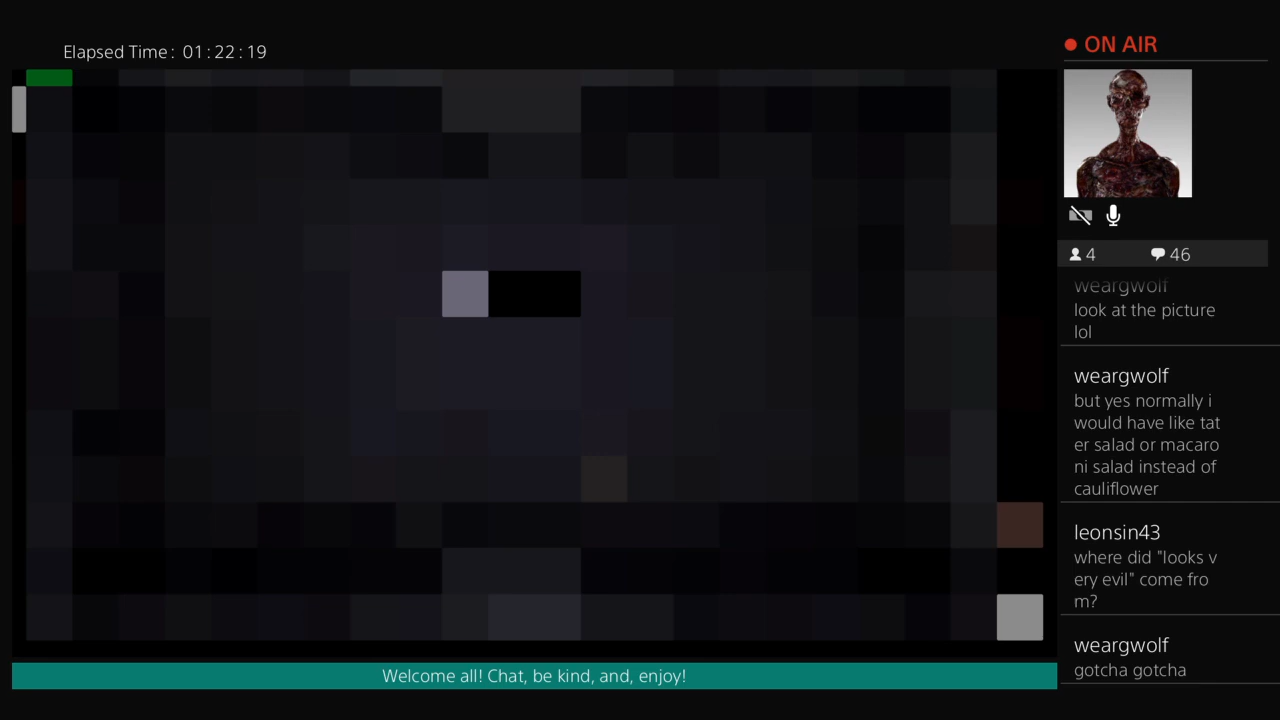 Elapsed Time: 01:22:19
ON AIR
4 46
weargwolf
look at the picture
lol
weargwolf
but yes normally i
would have like tat
er salad or macaro
ni salad instead of
cauliflower
leonsin43
where did "looks v
ery evil" come fro
m?
weargwolf
gotcha gotcha
Welcome all! Chat, be kind, and, enjoy!